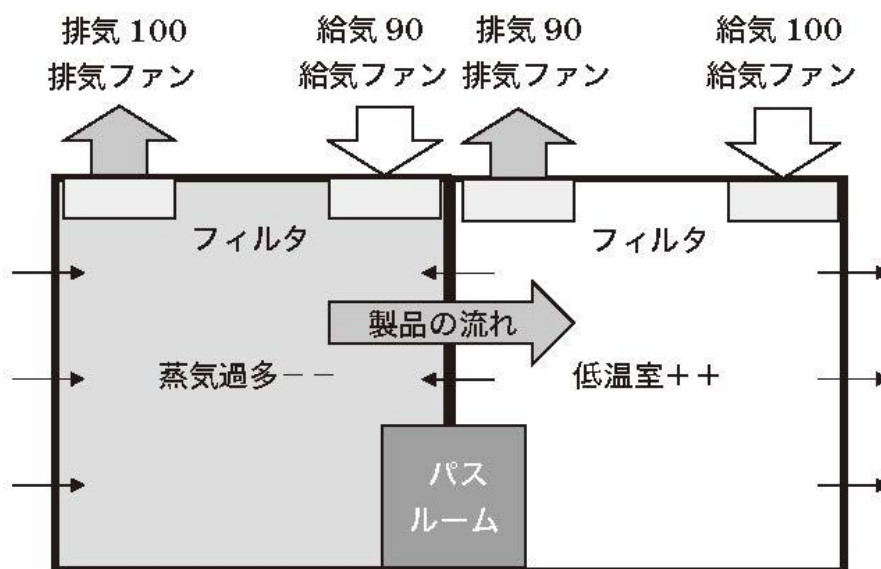 排気 100
排気ファン
給気 90
給気ファン
排気 90
排気ファン
給気 100
給気ファン
フィルタ
フィルタ
製品の流れ
蒸気過多−−
低温室++
パス
ルーム